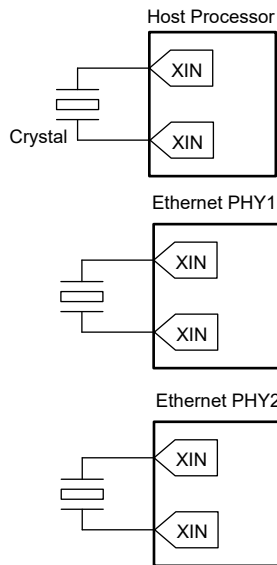 Host Processor
XIN
Crystal
XIN
Ethernet PHY1
XIN
XIN
Ethernet PHY2
XIN
XIN